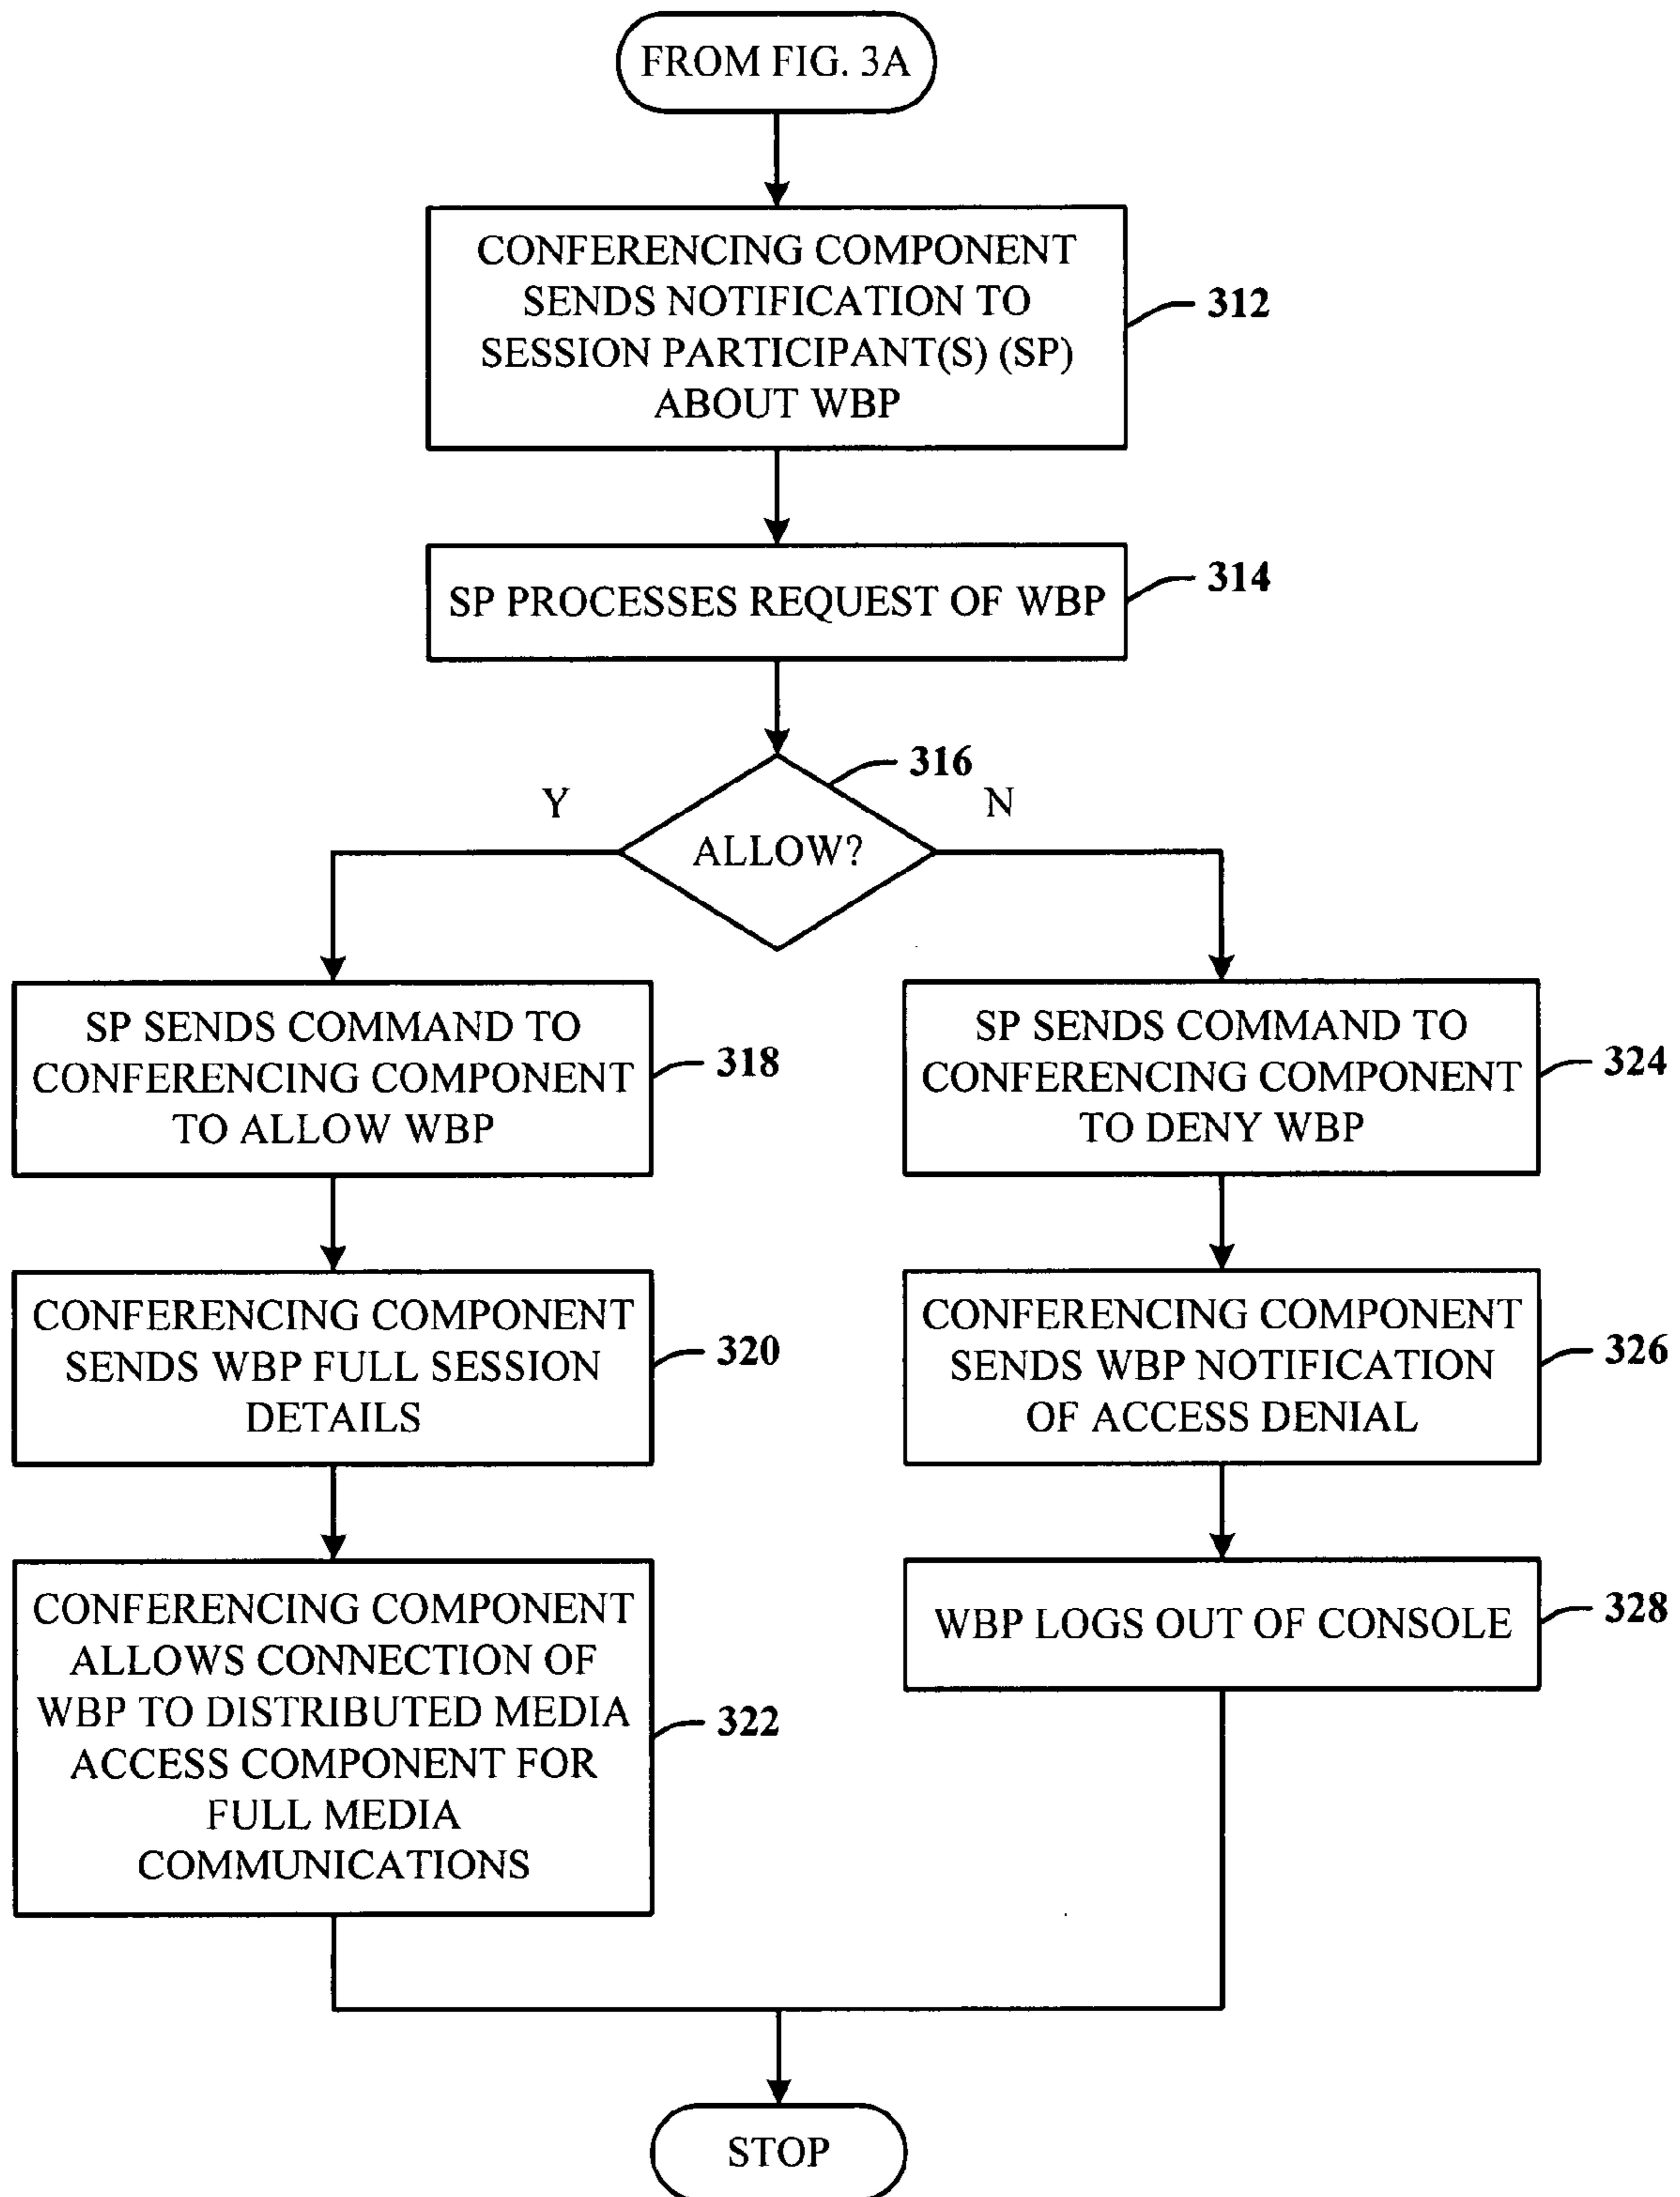 FROM FIG. 3A
CONFERENCING COMPONENT
SENDS NOTIFICATION TO
SESSION PARTICIPANT(S) (SP)
ABOUT WBP
312
SP PROCESSES REQUEST OF WBP
314
316
Y
N
ALLOW?
SP SENDS COMMAND TO
CONFERENCING COMPONENT
TO ALLOW WBP
318
CONFERENCING COMPONENT
SENDS WBP FULL SESSION
DETAILS
320
CONFERENCING COMPONENT
ALLOWS CONNECTION OF
WBP TO DISTRIBUTED MEDIA
ACCESS COMPONENT FOR
FULL MEDIA
COMMUNICATIONS
322
SP SENDS COMMAND TO
CONFERENCING COMPONENT
TO DENY WBP
324
CONFERENCING COMPONENT
SENDS WBP NOTIFICATION
OF ACCESS DENIAL
326
WBP LOGS OUT OF CONSOLE
328
STOP